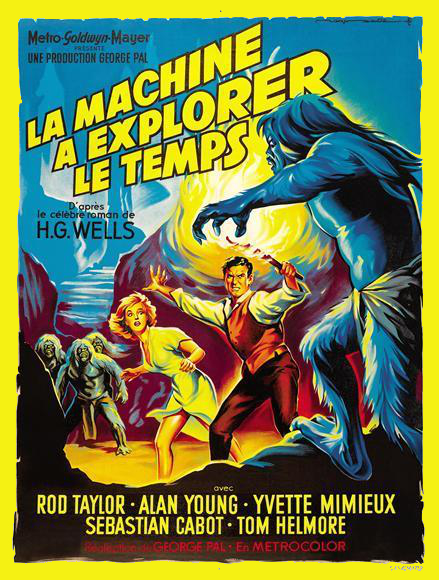 Metro-Goldwyn-Mayer
PRÉSENTE
UNE PRODUCTION GEORGE PAL
LA MACHINE
A EXPLORER
LE TEMPS
D'après
le célèbre roman de
H.G. WELLS
avec
ROD TAYLOR · ALAN YOUNG · YVETTE MIMIEUX
SEBASTIAN CABOT · TOM HELMORE
Réalisation de GEORGE PAL · En METROCOLOR